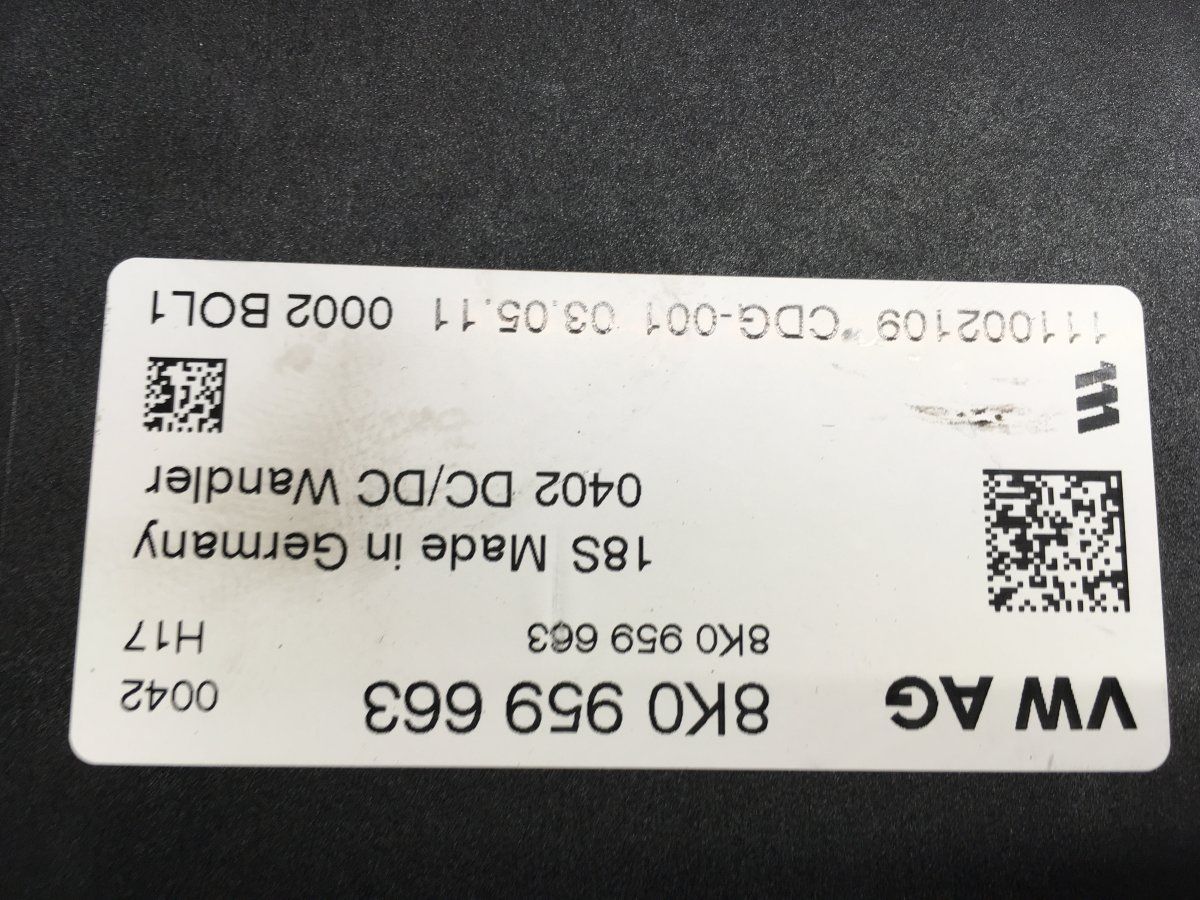 VW AG 8K0 959 663 0042
8K0 959 663 H17
18S Made in Germany
0402 DC/DC Wandler
111002109 CDG-001 03.05.11 0002 BOL1